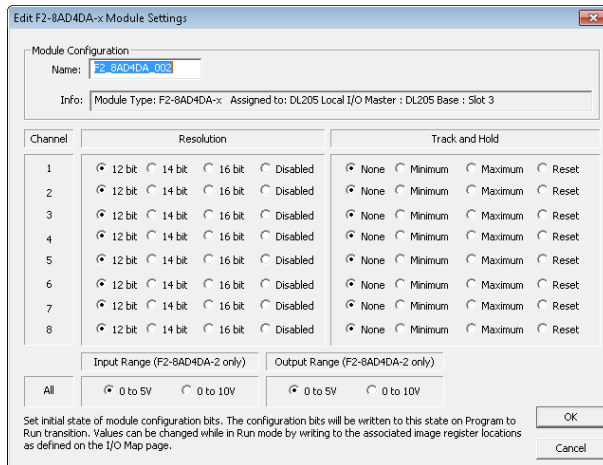 Edit F2-8AD4DA-x Module Settings
Module Configuration
Name: F2_8AD4DA_002
Info: Module Type: F2-8AD4DA-x Assigned to: DL205 Local I/O Master : DL205 Base : Slot 3
Channel Resolution Track and Hold
1 12 bit 14 bit 16 bit Disabled None Minimum Maximum Reset
2 12 bit 14 bit 16 bit Disabled None Minimum Maximum Reset
3 12 bit 14 bit 16 bit Disabled None Minimum Maximum Reset
4 12 bit 14 bit 16 bit Disabled None Minimum Maximum Reset
5 12 bit 14 bit 16 bit Disabled None Minimum Maximum Reset
6 12 bit 14 bit 16 bit Disabled None Minimum Maximum Reset
7 12 bit 14 bit 16 bit Disabled None Minimum Maximum Reset
8 12 bit 14 bit 16 bit Disabled None Minimum Maximum Reset
Input Range (F2-8AD4DA-2 only) Output Range (F2-8AD4DA-2 only)
All 0 to 5V 0 to 10V 0 to 5V 0 to 10V
Set initial state of module configuration bits. The configuration bits will be written to this state on Program to
Run transition. Values can be changed while in Run mode by writing to the associated image register locations
as defined on the I/O Map page.
OK
Cancel